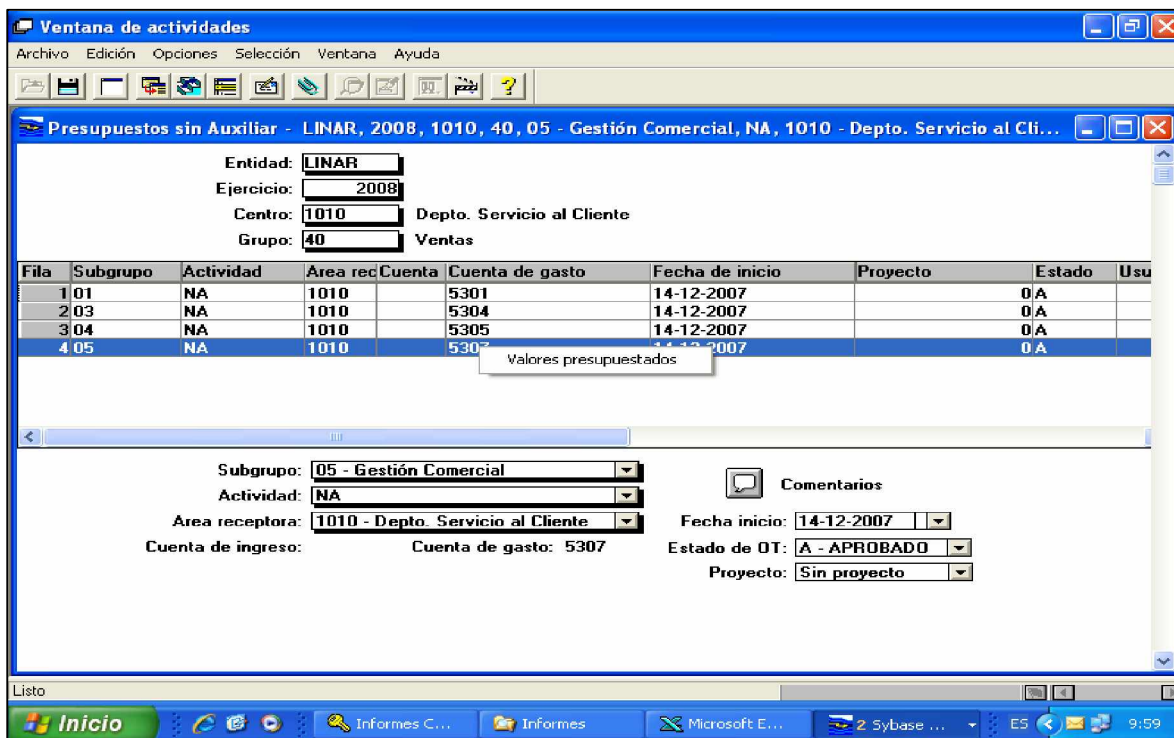 Ventana de actividades
Archivo Edición Opciones Selección Ventana Ayuda
Presupuestos sin Auxiliar - LINAR, 2008, 1010, 40, 05 - Gestión Comercial, NA, 1010 - Depto. Servicio al Cli...
Entidad: LINAR
Ejercicio: 2008
Centro: 1010 Depto. Servicio al Cliente
Grupo: 40 Ventas
Fila Subgrupo Actividad Area rec Cuenta Cuenta de gasto Fecha de inicio Proyecto Estado Usu
1 01 NA 1010 5301 14-12-2007 0 A
2 03 NA 1010 5304 14-12-2007 0 A
3 04 NA 1010 5305 14-12-2007 0 A
4 05 NA 1010 5307 14-12-2007 0 A
Valores presupuestados
Subgrupo: 05 - Gestión Comercial
Comentarios
Actividad: NA
Area receptora: 1010 - Depto. Servicio al Cliente Fecha inicio: 14-12-2007
Cuenta de ingreso: Cuenta de gasto: 5307 Estado de OT: A - APROBADO
Proyecto: Sin proyecto
Listo
Inicio Informes C... Informes Microsoft E... 2 Sybase ... ES 9:59